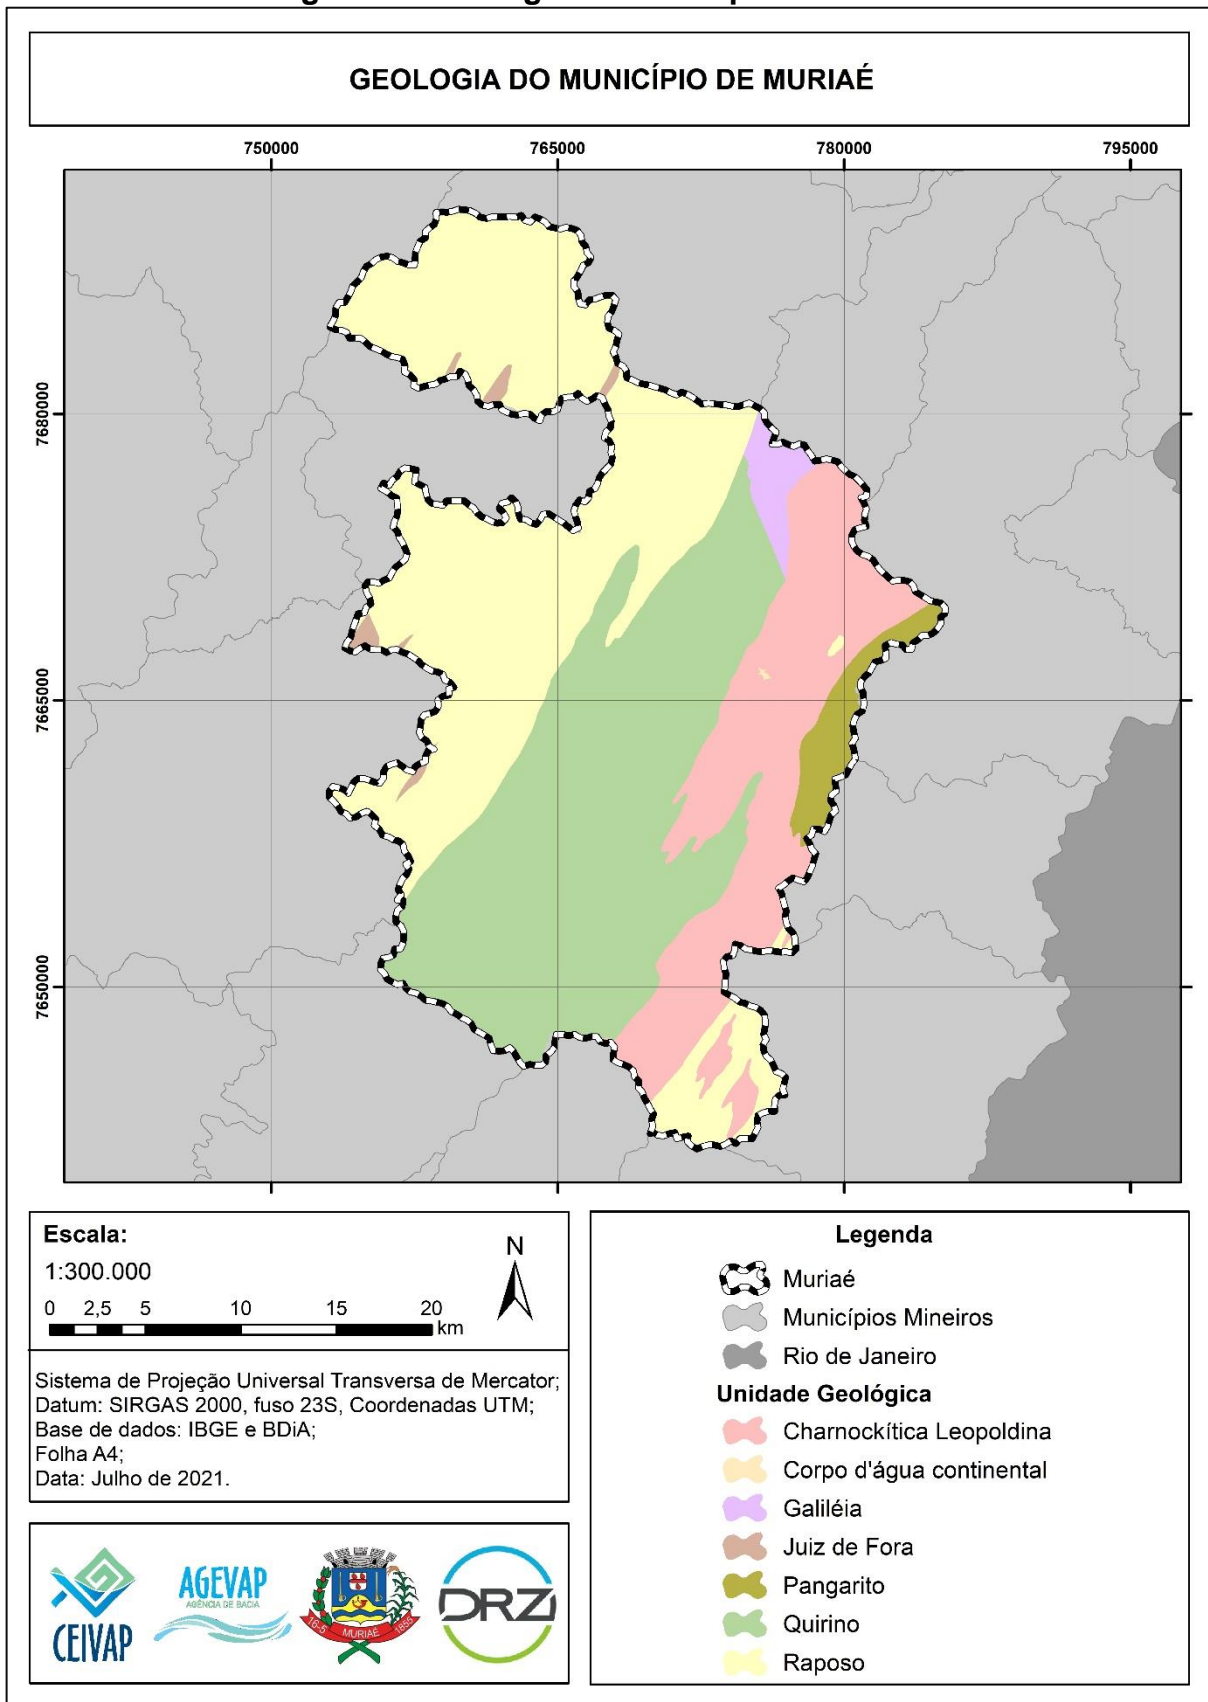 GEOLOGIA DO MUNICÍPIO DE MURIAÉ
750000 765000 780000 795000
7680000
7665000
7650000
Escala:
1:300.000
0 2,5 5 10 15 20
km
N
Sistema de Projeção Universal Transversa de Mercator;
Datum: SIRGAS 2000, fuso 23S, Coordenadas UTM;
Base de dados: IBGE e BDiA;
Folha A4;
Data: Julho de 2021.
CEIVAP
AGEVAP
AGÊNCIA DE BACIA
16-5 MURIAÉ 1855
DRZ
Legenda
Muriaé
Municípios Mineiros
Rio de Janeiro
Unidade Geológica
Charnockítica Leopoldina
Corpo d'água continental
Galiléia
Juiz de Fora
Pangarito
Quirino
Raposo